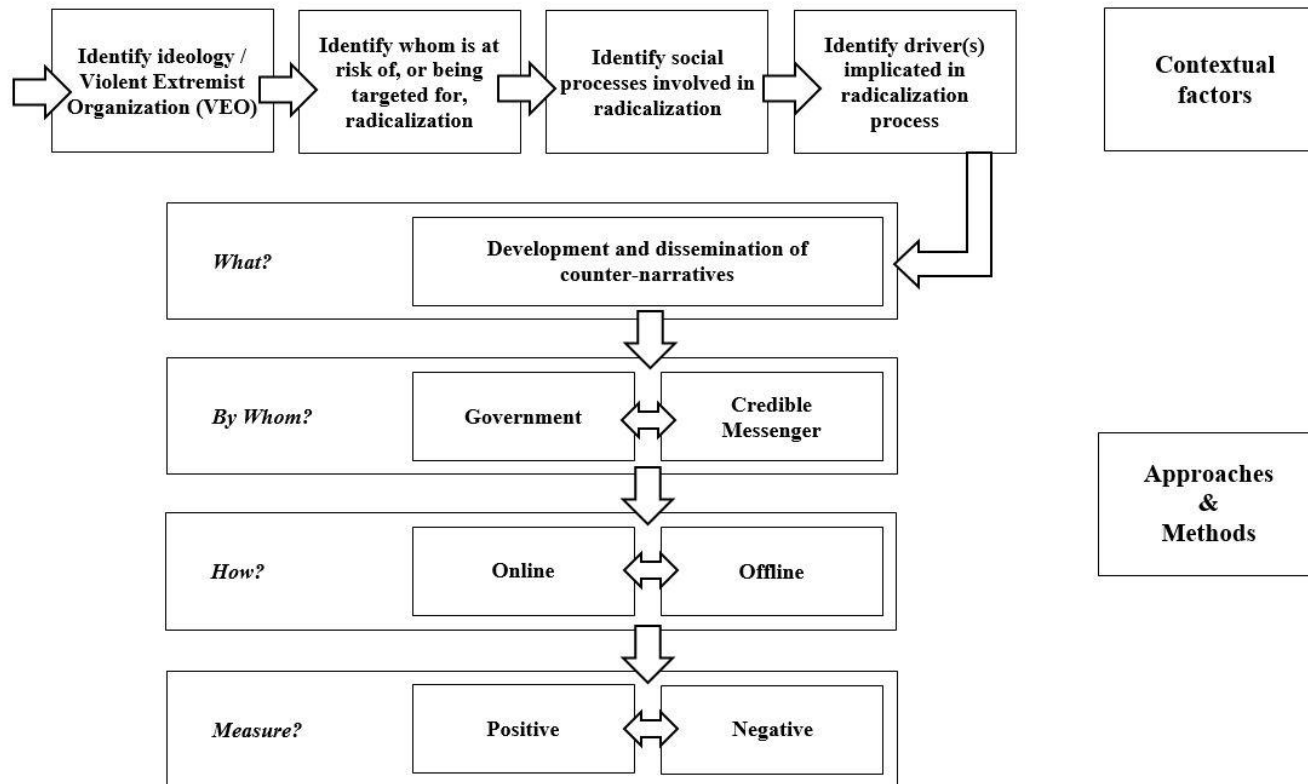 Identify ideology /
Violent Extremist
Organization (VEO)
Identify whom is at
risk of, or being
targeted for,
radicalization
Identify social
processes involved in
radicalization
Identify driver(s)
implicated in
radicalization
process
Contextual
factors
What?
Development and dissemination of
counter-narratives
By Whom?
Government
Credible
Messenger
How?
Online
Offline
Approaches
&
Methods
Measure?
Positive
Negative